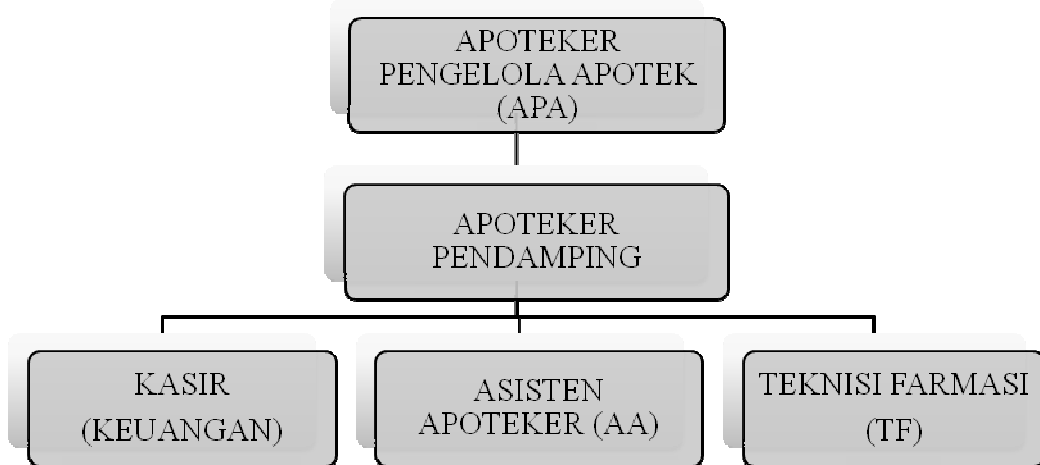 APOTEKER
PENGELOLA APOTEK
(APA)
APOTEKER
PENDAMPING
KASIR
(KEUANGAN)
ASISTEN
APOTEKER (AA)
TEKNISI FARMASI
(TF)